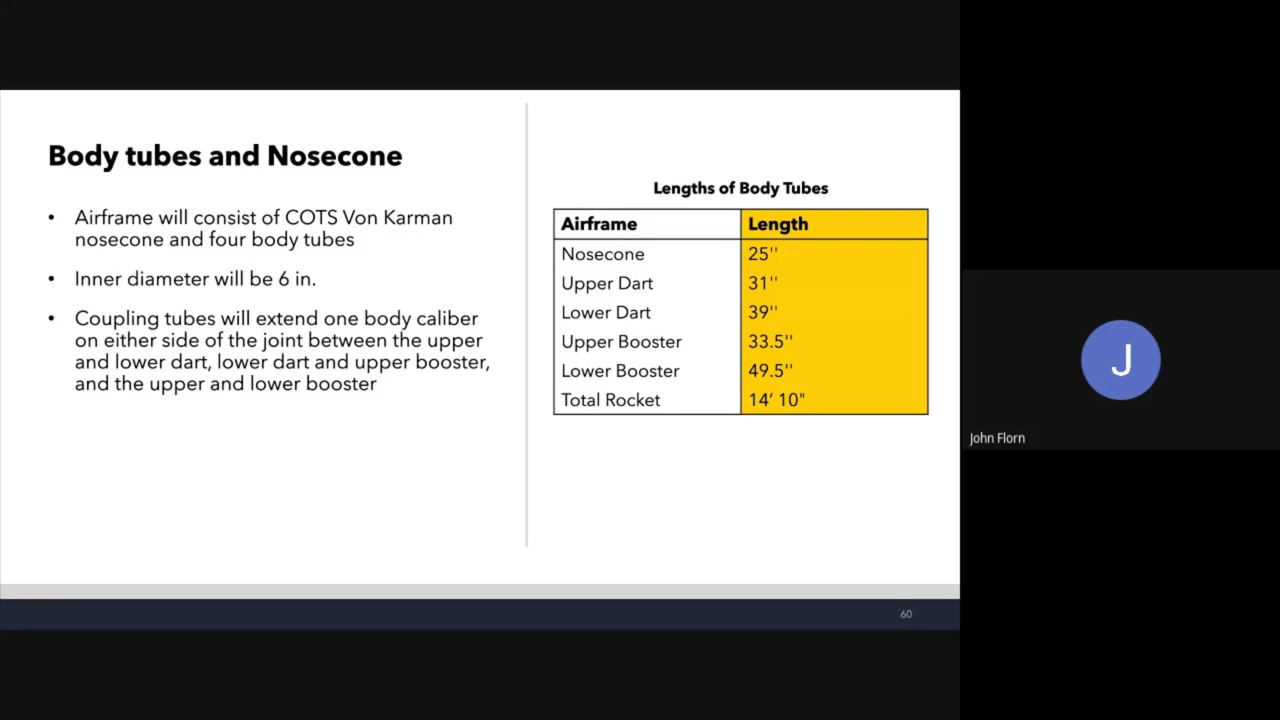 Body tubes and Nosecone
• Airframe will consist of COTS Von Karman
nosecone and four body tubes
• Inner diameter will be 6 in.
• Coupling tubes will extend one body caliber
on either side of the joint between the upper
and lower dart, lower dart and upper booster,
and the upper and lower booster
Lengths of Body Tubes
Airframe Length
Nosecone 25''
Upper Dart 31''
Lower Dart 39''
Upper Booster 33.5''
Lower Booster 49.5''
Total Rocket 14’ 10"
60
J
John Florn